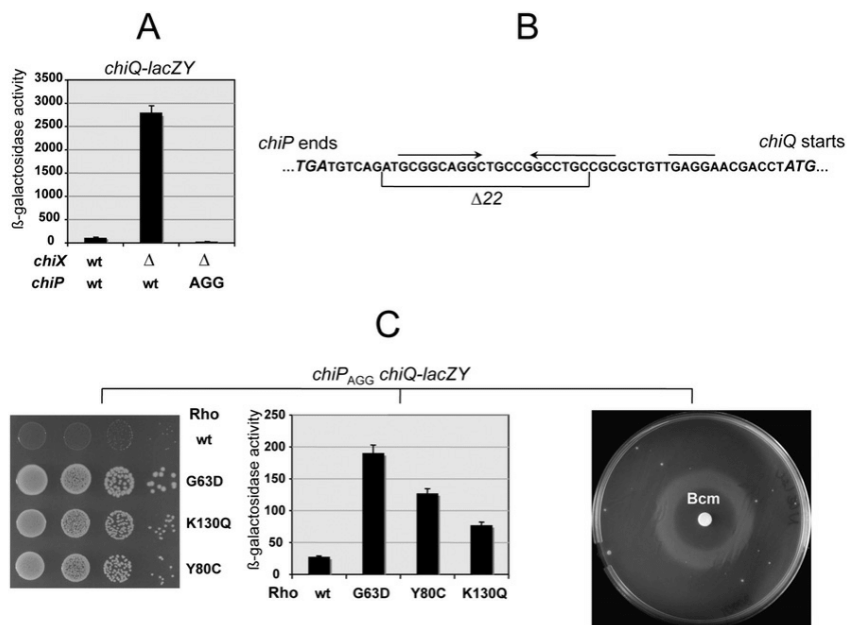 A
B
chiQ-lacZY
ß-galactosidase activity
3500
3000
2500
2000
1500
1000
500
0
chiX wt Δ Δ
chiP wt wt AGG
chiP ends
chiQ starts
...TGATGTCAGATGCGGCAGGCTGCCGGCCTGCCGCGCTGTTGAGGAACGACCTATG...
Δ22
C
chiP_AGG chiQ-lacZY
Rho
wt
G63D
K130Q
Y80C
ß-galactosidase activity
250
200
150
100
50
0
Rho wt G63D Y80C K130Q
Bcm